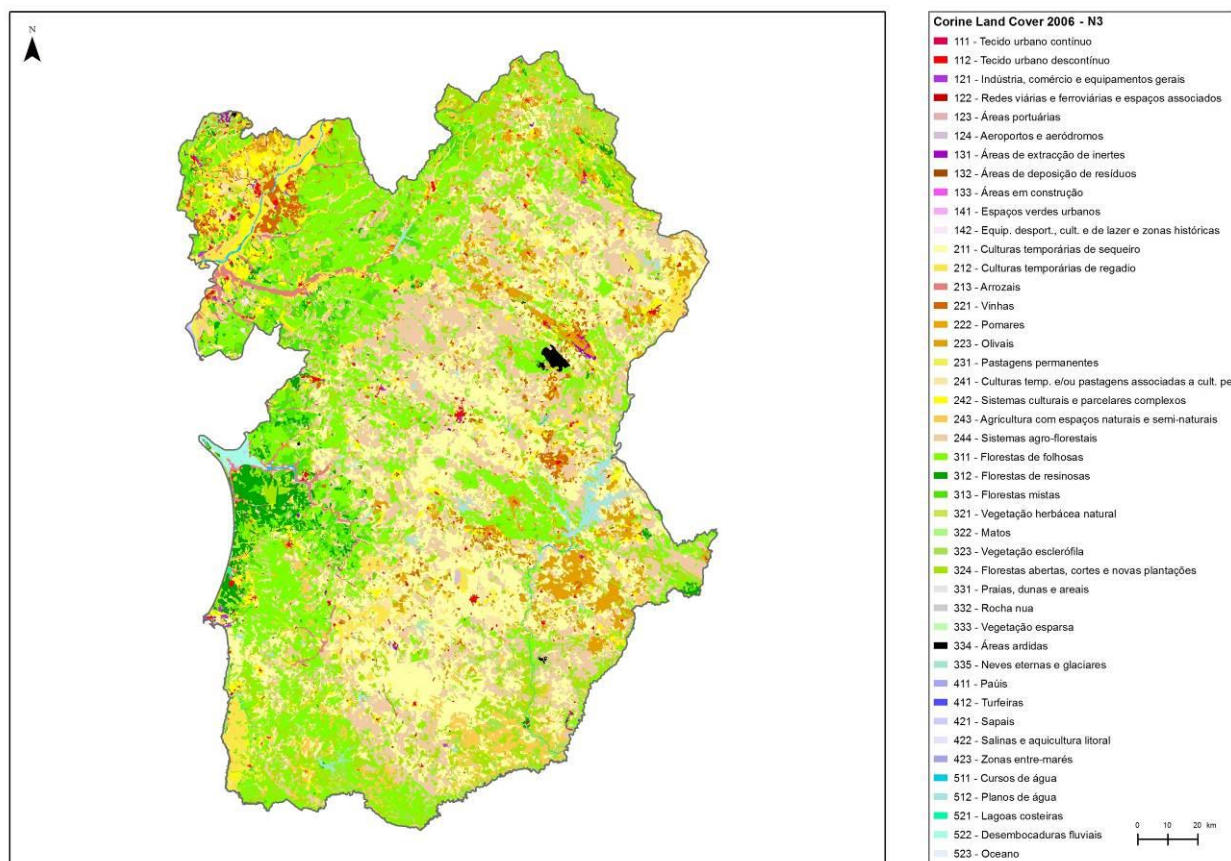 N
Corine Land Cover 2006 - N3
111 - Tecido urbano contínuo
112 - Tecido urbano descontínuo
121 - Indústria, comércio e equipamentos gerais
122 - Redes viárias e ferroviárias e espaços associados
123 - Áreas portuárias
124 - Aeroportos e aeródromos
131 - Áreas de extracção de inertes
132 - Áreas de deposição de resíduos
133 - Áreas em construção
141 - Espaços verdes urbanos
142 - Equip. desport., cult. e de lazer e zonas históricas
211 - Culturas temporárias de sequeiro
212 - Culturas temporárias de regadio
213 - Arrozais
221 - Vinhas
222 - Pomares
223 - Olivais
231 - Pastagens permanentes
241 - Culturas temp. e/ou pastagens associadas a cult. pe
242 - Sistemas culturais e parcelares complexos
243 - Agricultura com espaços naturais e semi-naturais
244 - Sistemas agro-florestais
311 - Florestas de folhosas
312 - Florestas de resinosas
313 - Florestas mistas
321 - Vegetação herbácea natural
322 - Matos
323 - Vegetação esclerófila
324 - Florestas abertas, cortes e novas plantações
331 - Praias, dunas e areais
332 - Rocha nua
333 - Vegetação esparsa
334 - Áreas ardidas
335 - Neves eternas e glaciares
411 - Paúis
412 - Turfeiras
421 - Sapais
422 - Salinas e aquicultura litoral
423 - Zonas entre-marés
511 - Cursos de água
512 - Planos de água
521 - Lagoas costeiras
522 - Desembocaduras fluviais
523 - Oceano
0 10 20 km